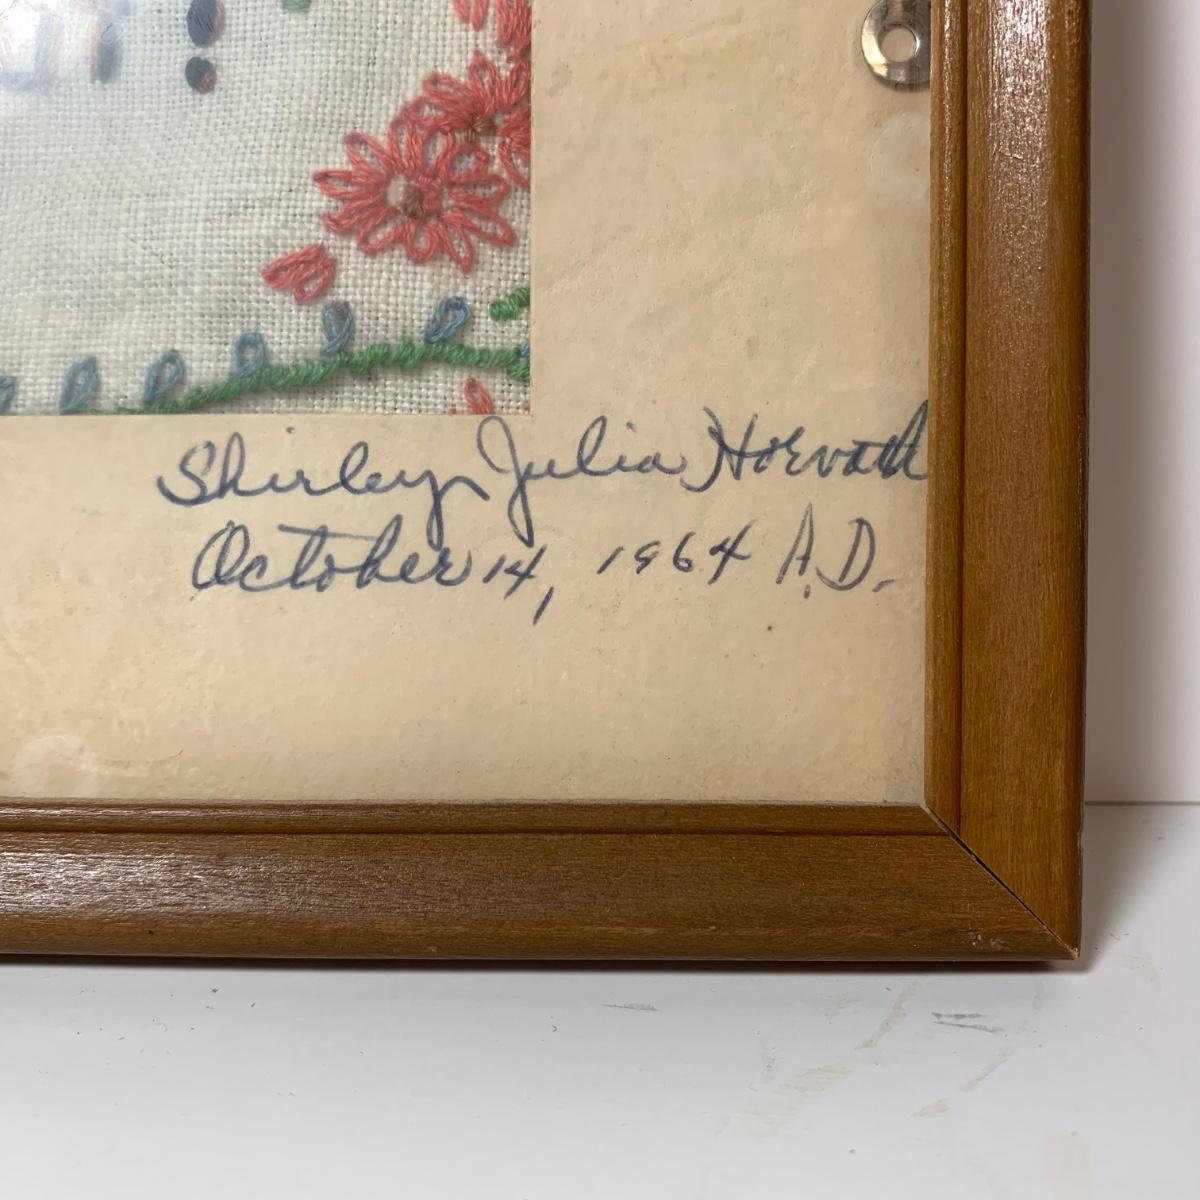 Shirley Julia Horvath
October 14, 1964 A.D.